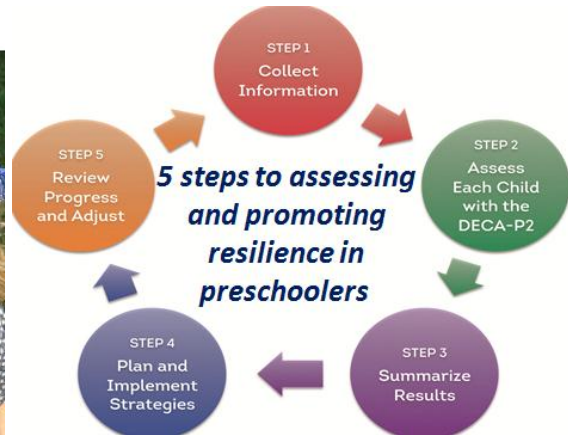 STEP 1
Collect
Information
STEP 2
Assess
Each Child
with the
DECA-P2
STEP 3
Summarize
Results
STEP 4
Plan and
Implement
Strategies
STEP 5
Review
Progress
and Adjust
5 steps to assessing
and promoting
resilience in
preschoolers